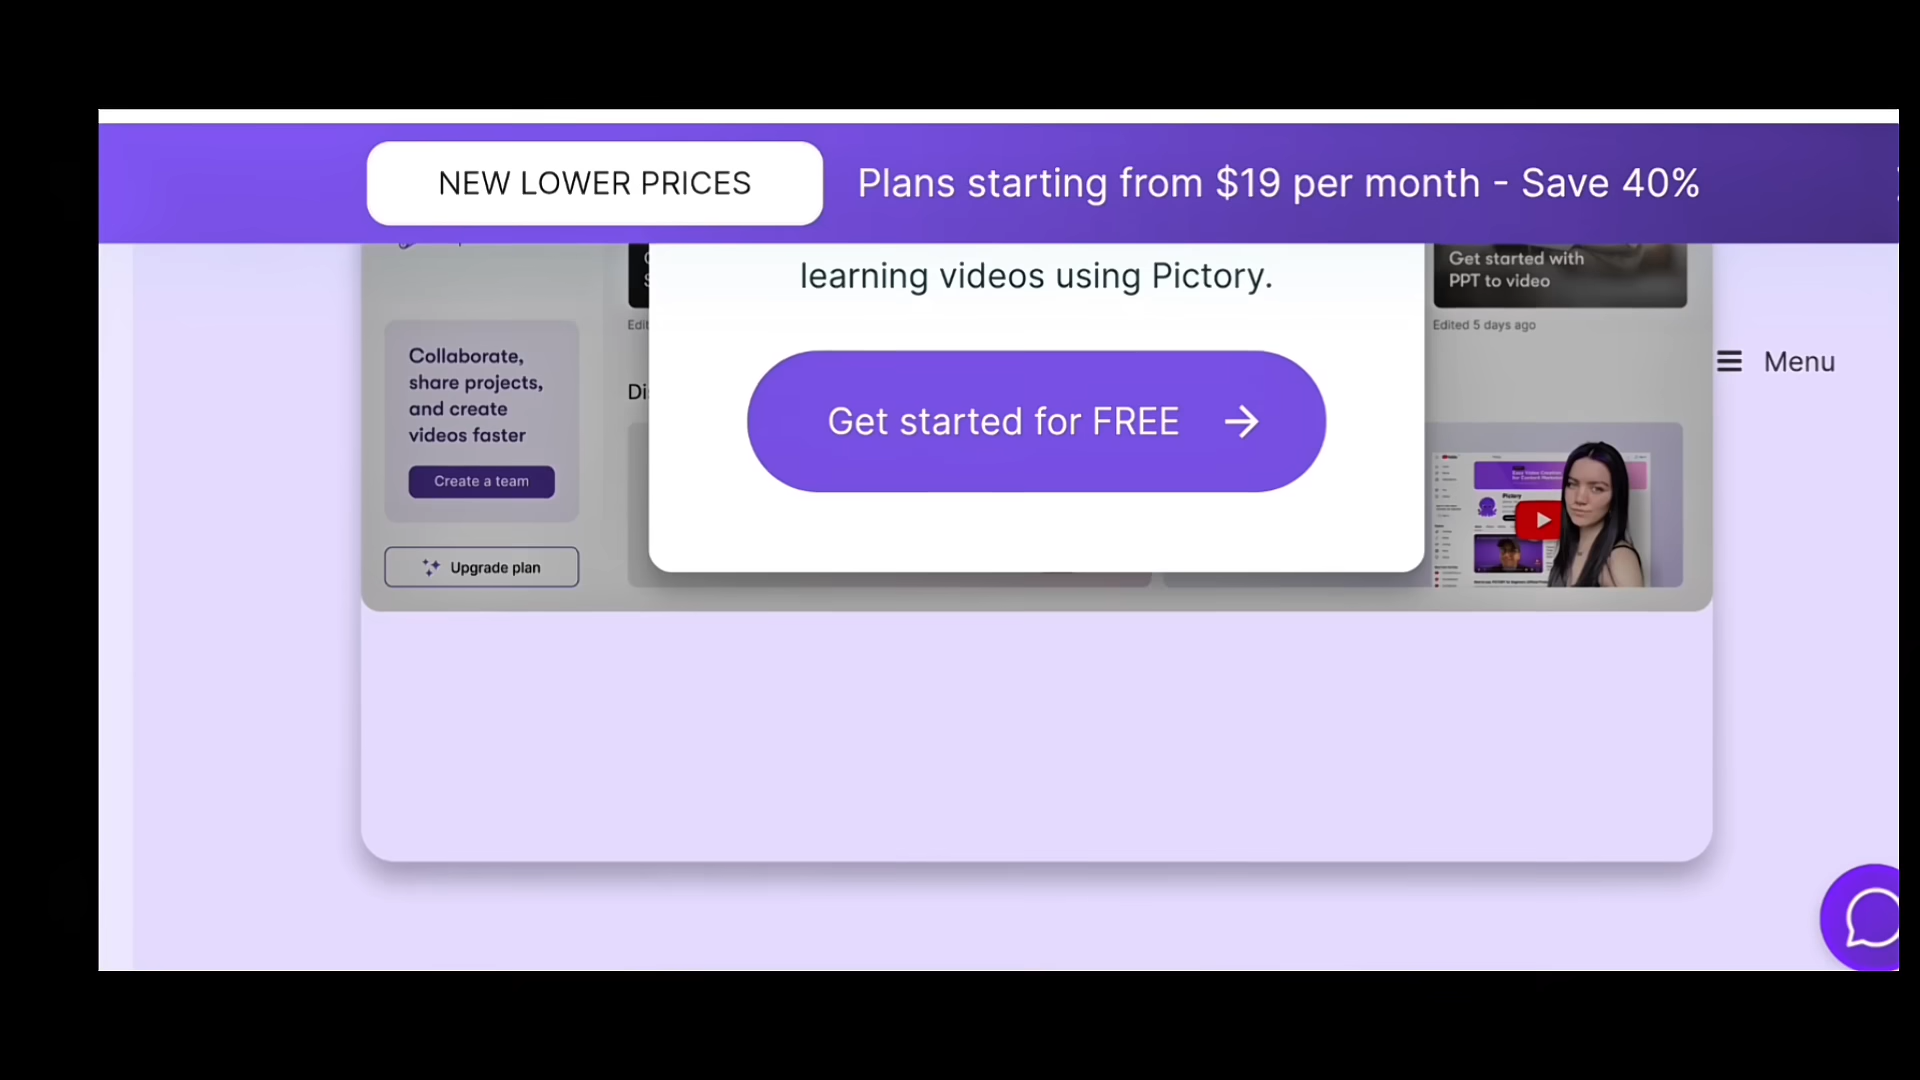 NEW LOWER PRICES
Plans starting from $19 per month - Save 40%
learning videos using Pictory.
Get started with
PPT to video
Edited 5 days ago
Menu
Collaborate,
share projects,
and create
videos faster
Create a team
Upgrade plan
Get started for FREE
Pictory